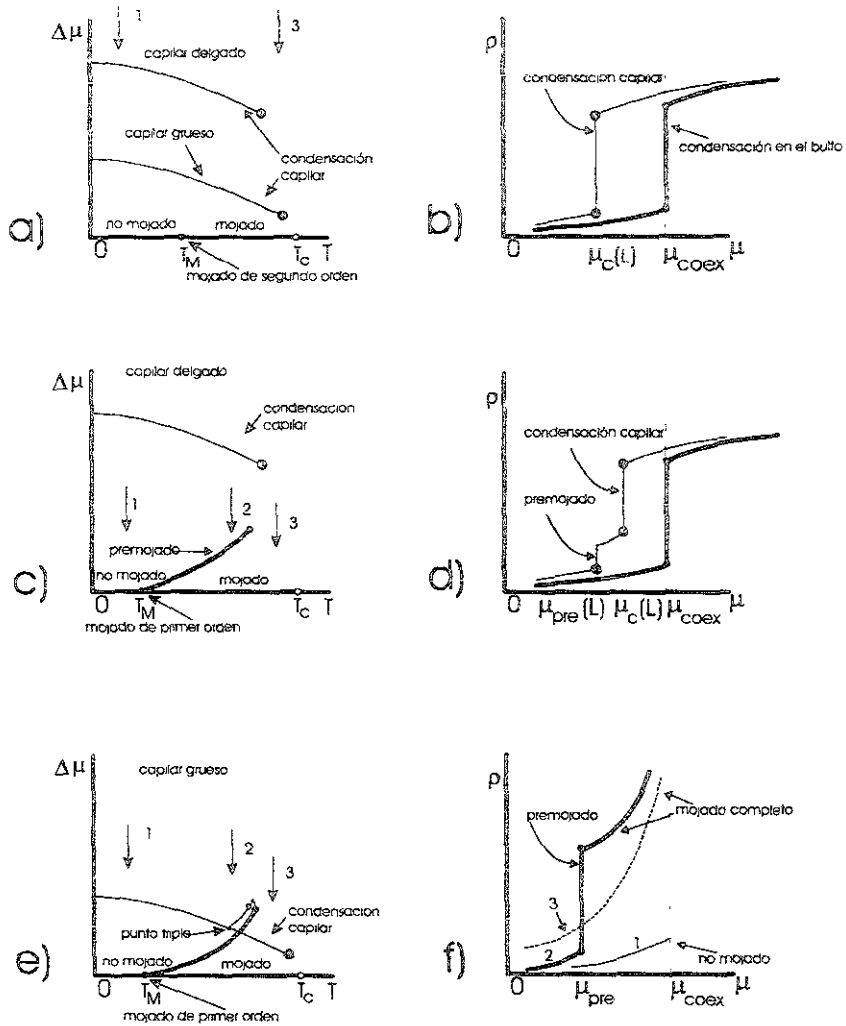 Δμ
1
3
capilar delgado
capilar grueso
condensación
capilar
a)
no mojado
mojado
0
T_M
T_c
T
mojado de segundo orden
ρ
condensacion
capilar
condensación en el bulto
b)
0
μ_c(L)
μ_coex
μ
Δμ
capilar delgado
condensacion
capilar
1
2
3
premojado
c)
no mojado
mojado
0
T_M
T_c
T
mojado de primer orden
ρ
condensación capilar
premojado
d)
0
μ_pre(L)
μ_c(L)
μ_coex
μ
Δμ
capilar grueso
1
2
3
condensacion
capilar
punto triple
e)
no mojado
mojado
0
T_M
T_c
T
mojado de primer orden
ρ
premojado
mojado completo
3
2
1
no mojado
f)
0
μ_pre
μ_coex
μ